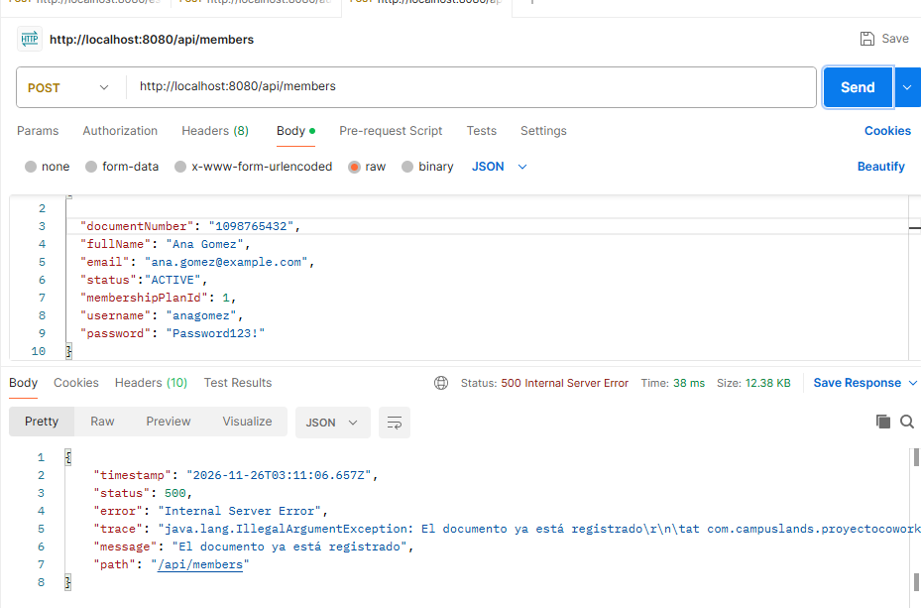 HTTP http://localhost:8080/api/members Save
POST http://localhost:8080/api/members Send
Params Authorization Headers (8) Body Pre-request Script Tests Settings Cookies
none form-data x-www-form-urlencoded raw binary JSON Beautify
2
3 "documentNumber": "1098765432",
4 "fullName": "Ana Gomez",
5 "email": "ana.gomez@example.com",
6 "status":"ACTIVE",
7 "membershipPlanId": 1,
8 "username": "anagomez",
9 "password": "Password123!"
10 }
Body Cookies Headers (10) Test Results Status: 500 Internal Server Error Time: 38 ms Size: 12.38 KB Save Response
Pretty Raw Preview Visualize JSON
1 {
2 "timestamp": "2026-11-26T03:11:06.657Z",
3 "status": 500,
4 "error": "Internal Server Error",
5 "trace": "java.lang.IllegalArgumentException: El documento ya está registrado\r\n\tat com.campuslands.proyectocowork
6 "message": "El documento ya está registrado",
7 "path": "/api/members"
8 }